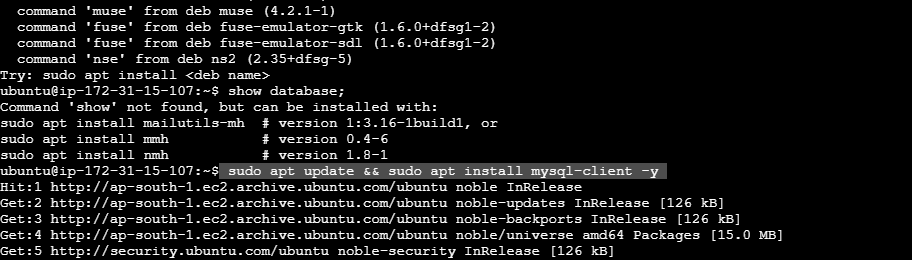 command 'muse' from deb muse (4.2.1-1)
command 'fuse' from deb fuse-emulator-gtk (1.6.0+dfsg1-2)
command 'fuse' from deb fuse-emulator-sdl (1.6.0+dfsg1-2)
command 'nse' from deb ns2 (2.35+dfsg-5)
Try: sudo apt install <deb name>
ubuntu@ip-172-31-15-107:~$ show database;
Command 'show' not found, but can be installed with:
sudo apt install mailutils-mh  # version 1:3.16-1build1, or
sudo apt install mmh           # version 0.4-6
sudo apt install nmh           # version 1.8-1
ubuntu@ip-172-31-15-107:~$ sudo apt update && sudo apt install mysql-client -y
Hit:1 http://ap-south-1.ec2.archive.ubuntu.com/ubuntu noble InRelease
Get:2 http://ap-south-1.ec2.archive.ubuntu.com/ubuntu noble-updates InRelease [126 kB]
Get:3 http://ap-south-1.ec2.archive.ubuntu.com/ubuntu noble-backports InRelease [126 kB]
Get:4 http://ap-south-1.ec2.archive.ubuntu.com/ubuntu noble/universe amd64 Packages [15.0 MB]
Get:5 http://security.ubuntu.com/ubuntu noble-security InRelease [126 kB]